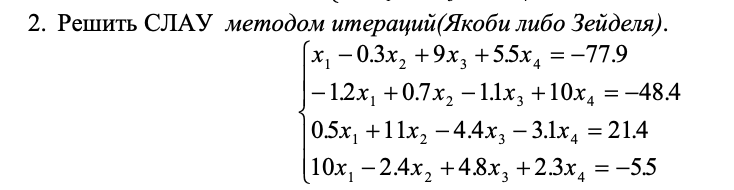 2. Решить СЛАУ методом итераций(Якоби либо Зейделя).
x₁ − 0.3x₂ + 9x₃ + 5.5x₄ = −77.9
−1.2x₁ + 0.7x₂ − 1.1x₃ + 10x₄ = −48.4
0.5x₁ + 11x₂ − 4.4x₃ − 3.1x₄ = 21.4
10x₁ − 2.4x₂ + 4.8x₃ + 2.3x₄ = −5.5